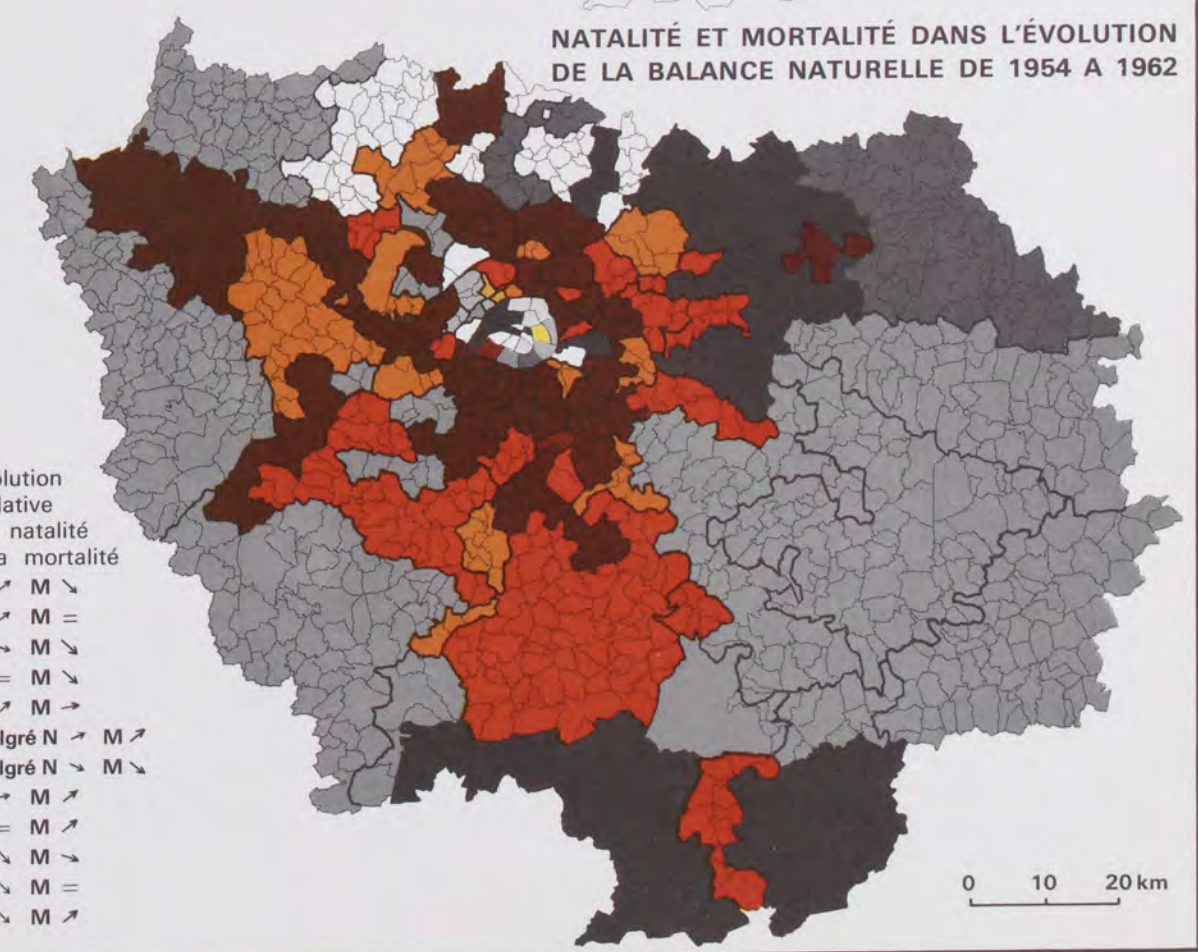 NATALITÉ ET MORTALITÉ DANS L'ÉVOLUTION
DE LA BALANCE NATURELLE DE 1954 A 1962
olution
lative
natalité
a mortalité
↗ M ↘
↗ M =
M ↘
= M ↘
↗ M →
lgré N ↗ M ↗
lgré N ↘ M ↘
M ↗
= M ↗
↘ M ↘
↘ M =
↘ M ↗
0 10 20 km